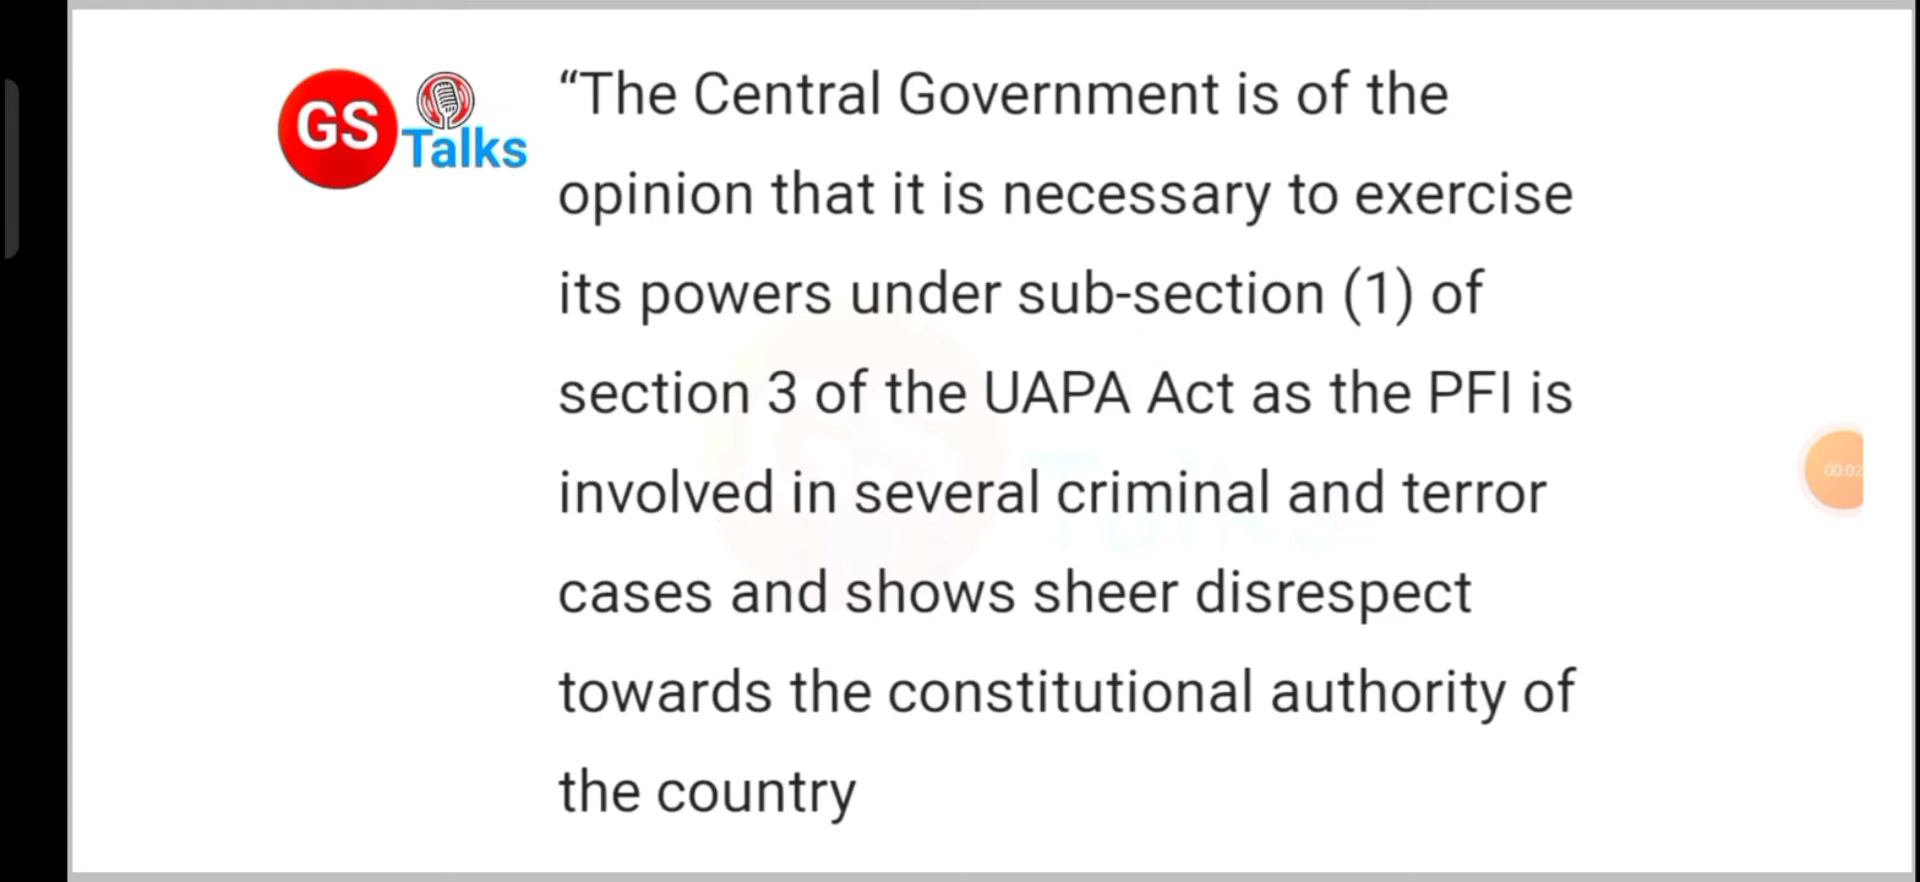 GS
Talks
“The Central Government is of the
opinion that it is necessary to exercise
its powers under sub-section (1) of
section 3 of the UAPA Act as the PFI is
involved in several criminal and terror
cases and shows sheer disrespect
towards the constitutional authority of
the country
00:02